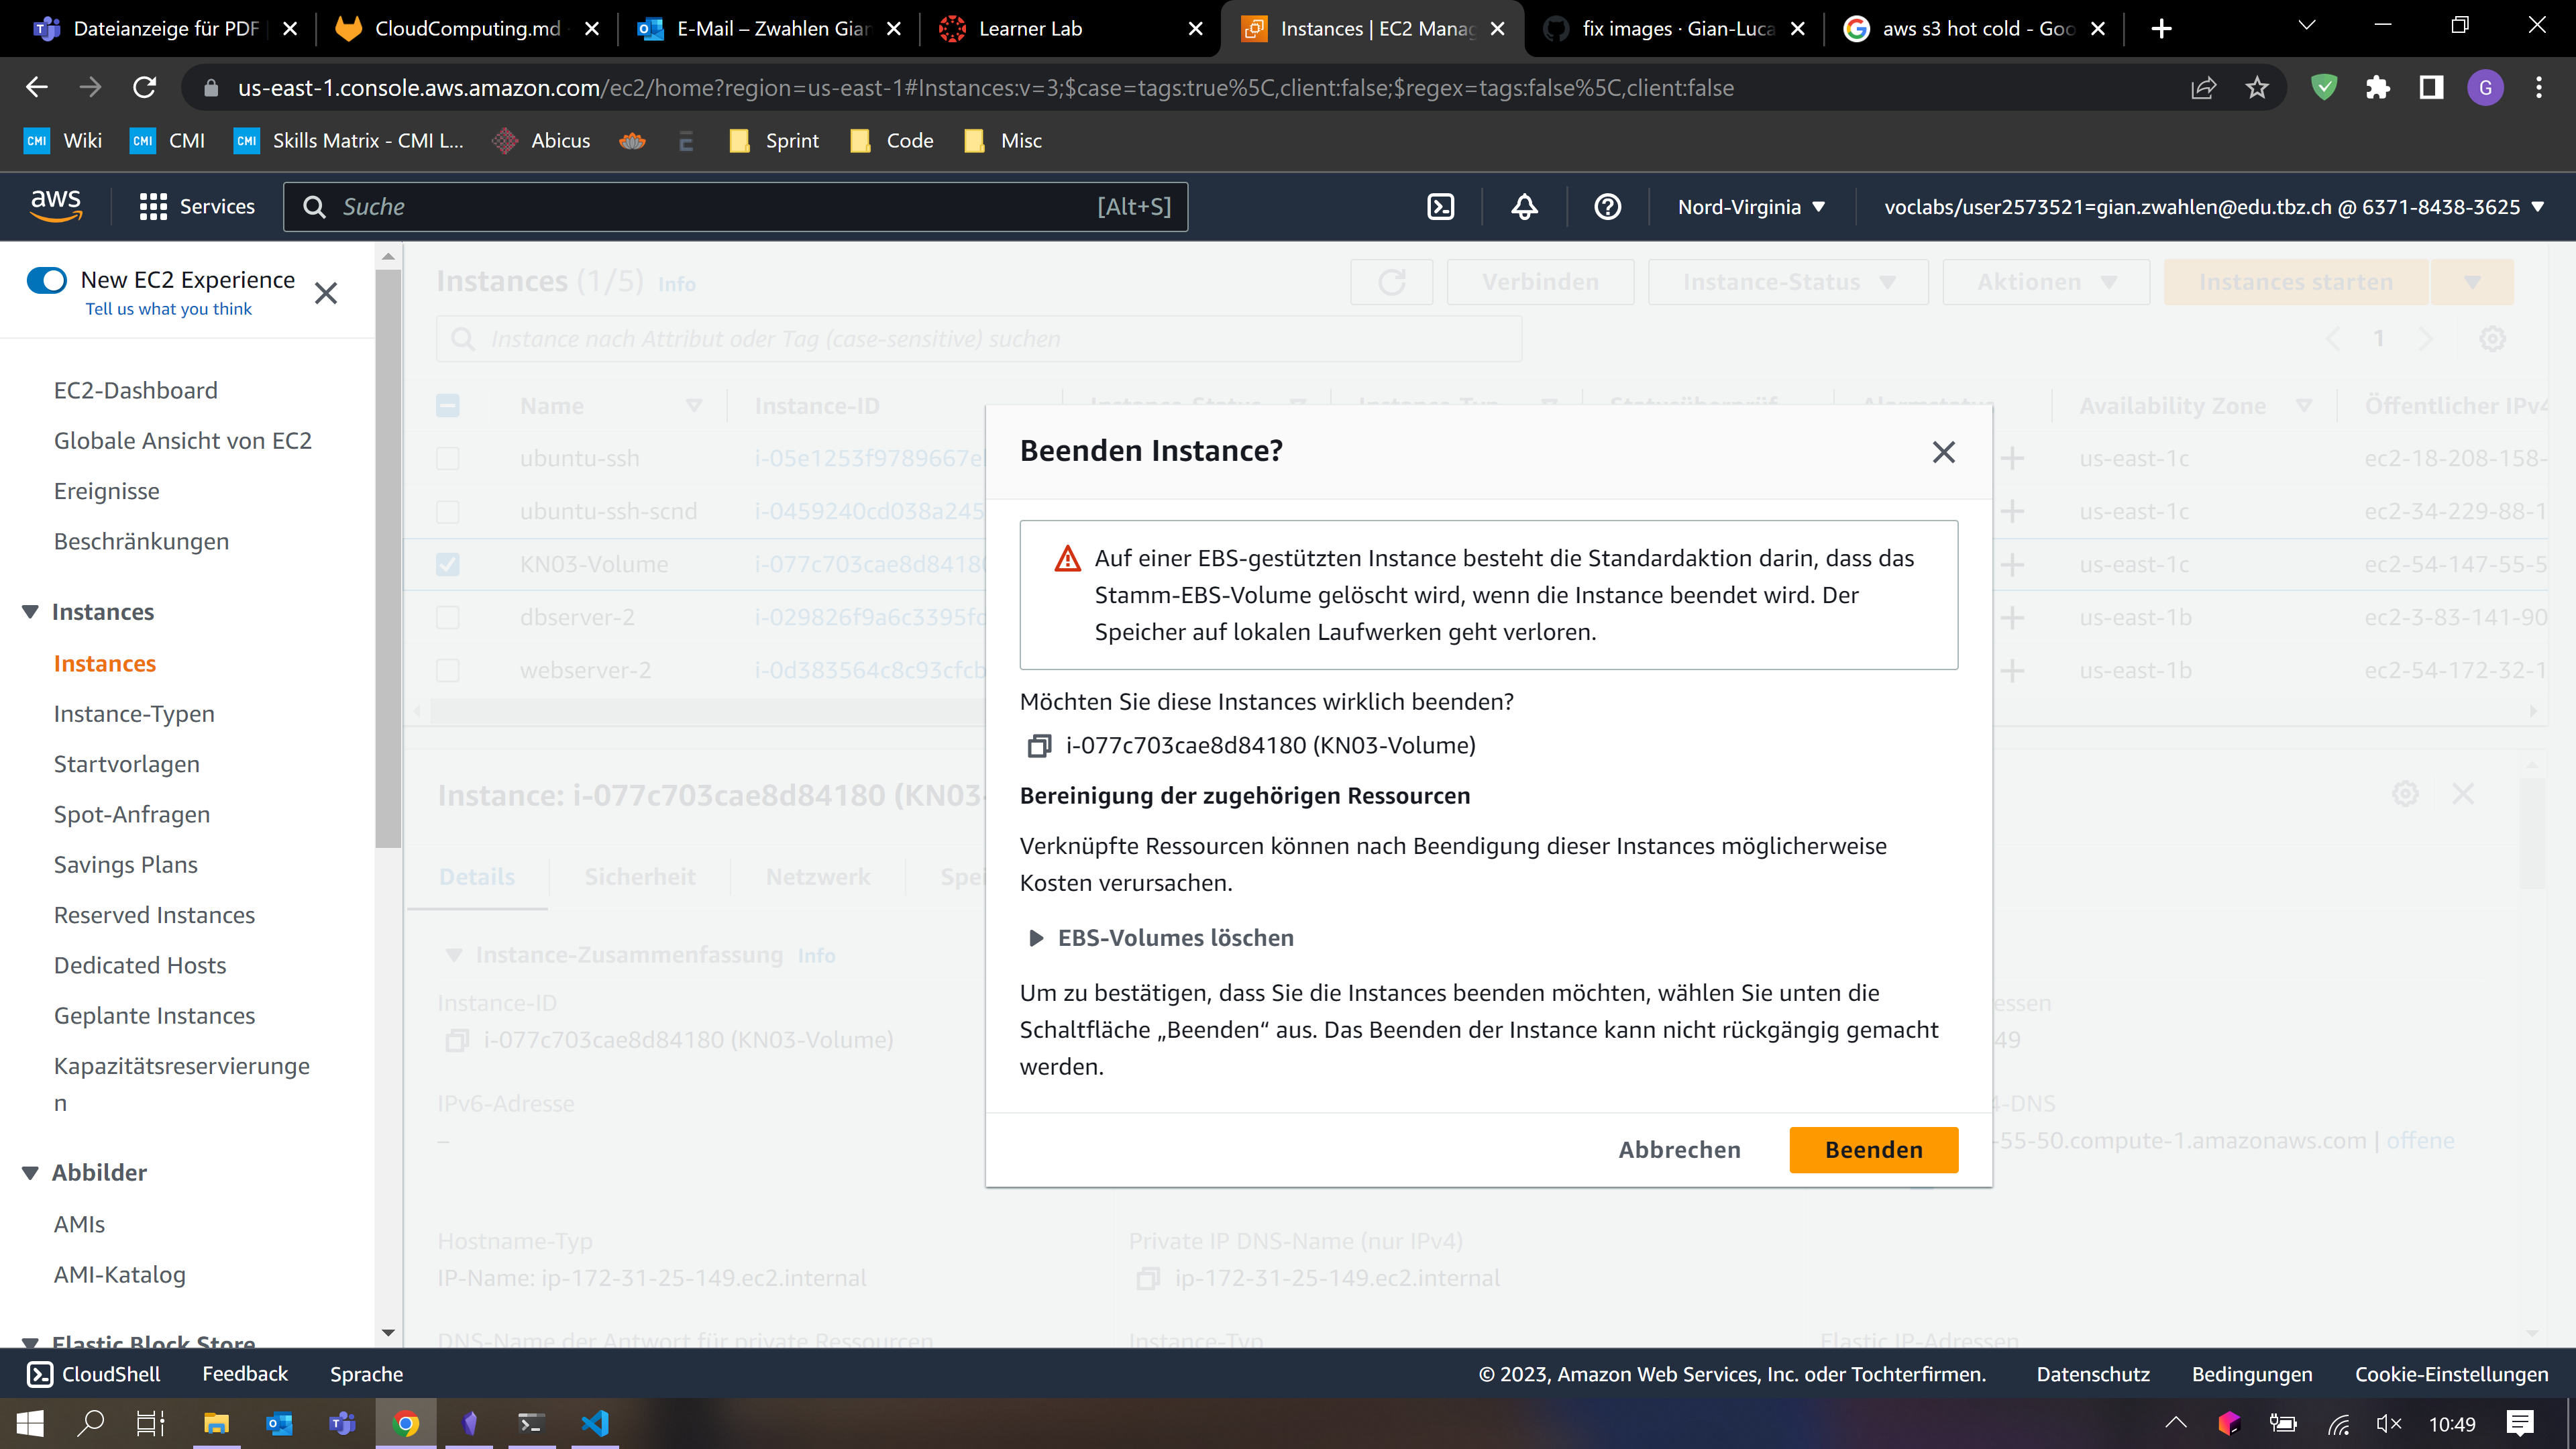 Dateianzeige für PDF
CloudComputing.md
E-Mail – Zwahlen Gian
Learner Lab
Instances | EC2 Manag
fix images · Gian-Luca
aws s3 hot cold - Goo
us-east-1.console.aws.amazon.com/ec2/home?region=us-east-1#Instances:v=3;$case=tags:true%5C,client:false;$regex=tags:false%5C,client:false
G
CMI Wiki
CMI CMI
CMI Skills Matrix - CMI L...
Abicus
Sprint
Code
Misc
aws
Services
Suche
[Alt+S]
Nord-Virginia
voclabs/user2573521=gian.zwahlen@edu.tbz.ch @ 6371-8438-3625
New EC2 Experience
Tell us what you think
EC2-Dashboard
Globale Ansicht von EC2
Ereignisse
Beschränkungen
Instances
Instances
Instance-Typen
Startvorlagen
Spot-Anfragen
Savings Plans
Reserved Instances
Dedicated Hosts
Geplante Instances
Kapazitätsreservierunge
n
Abbilder
AMIs
AMI-Katalog
Elastic Block Store
Instances (1/5) Info
Verbinden
Instance-Status
Aktionen
Instances starten
Instance nach Attribut oder Tag (case-sensitive) suchen
1
Name Instance-ID Instance-Status Instance-Typ Statusüberprüf Alarmstatus Availability Zone Öffentlicher IPv4
ubuntu-ssh i-05e1253f9789667e us-east-1c ec2-18-208-158-
ubuntu-ssh-scnd i-0459240cd038a245 us-east-1c ec2-34-229-88-1
KN03-Volume i-077c703cae8d84180 us-east-1c ec2-54-147-55-5
dbserver-2 i-029826f9a6c3395f us-east-1b ec2-3-83-141-90
webserver-2 i-0d383564c8c93cfcb us-east-1b ec2-54-172-32-1
Instance: i-077c703cae8d84180 (KN03-
Details Sicherheit Netzwerk Spei
Instance-Zusammenfassung Info
Instance-ID
i-077c703cae8d84180 (KN03-Volume)
essen
49
IPv6-Adresse
–
4-DNS
-55-50.compute-1.amazonaws.com | offene
Hostname-Typ
IP-Name: ip-172-31-25-149.ec2.internal
Private IP DNS-Name (nur IPv4)
ip-172-31-25-149.ec2.internal
DNS-Name der Antwort für private Ressourcen
Instance-Typ
Elastic IP-Adressen
Beenden Instance?
Auf einer EBS-gestützten Instance besteht die Standardaktion darin, dass das
Stamm-EBS-Volume gelöscht wird, wenn die Instance beendet wird. Der
Speicher auf lokalen Laufwerken geht verloren.
Möchten Sie diese Instances wirklich beenden?
i-077c703cae8d84180 (KN03-Volume)
Bereinigung der zugehörigen Ressourcen
Verknüpfte Ressourcen können nach Beendigung dieser Instances möglicherweise
Kosten verursachen.
EBS-Volumes löschen
Um zu bestätigen, dass Sie die Instances beenden möchten, wählen Sie unten die
Schaltfläche „Beenden“ aus. Das Beenden der Instance kann nicht rückgängig gemacht
werden.
Abbrechen
Beenden
CloudShell
Feedback
Sprache
© 2023, Amazon Web Services, Inc. oder Tochterfirmen.
Datenschutz
Bedingungen
Cookie-Einstellungen
10:49